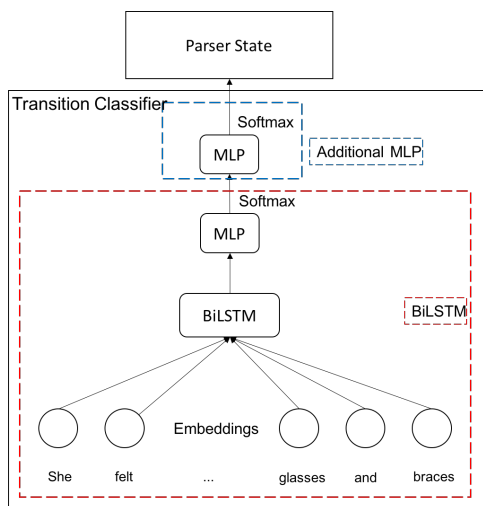 Parser State
Transition Classifier
Softmax
MLP
Additional MLP
Softmax
MLP
BiLSTM
BiLSTM
Embeddings
She felt ... glasses and braces